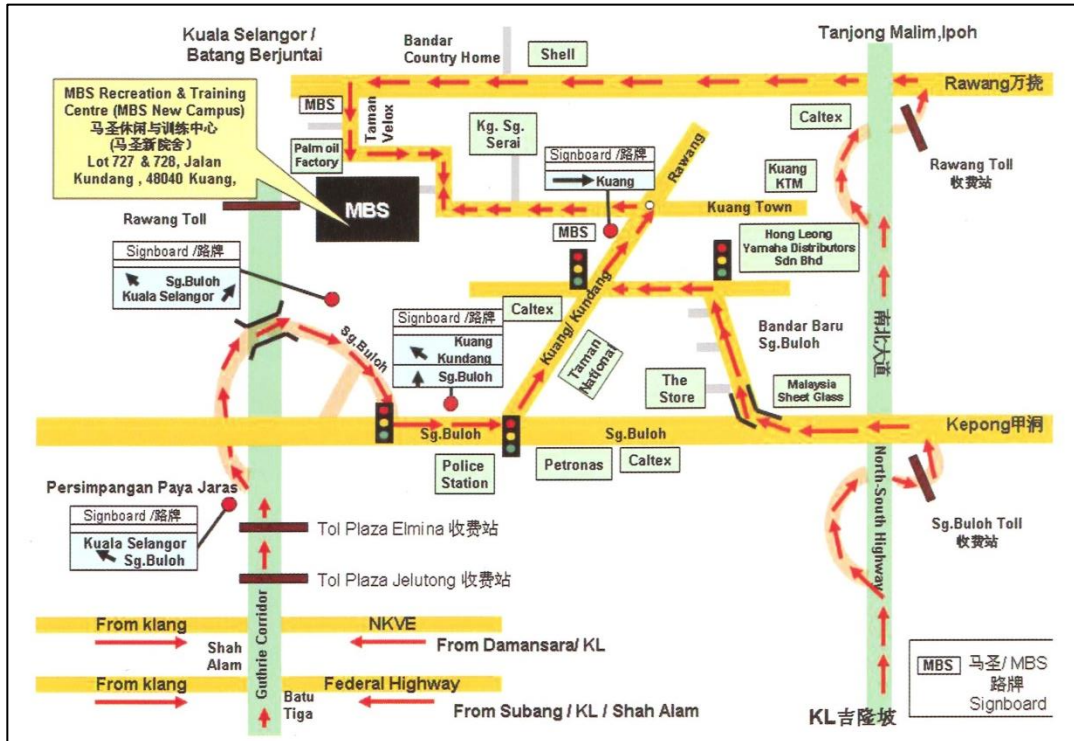 Kuala Selangor /
Batang Berjuntai
Bandar
Country Home
Shell
Tanjong Malim,Ipoh
Rawang万挠
MBS Recreation & Training
Centre (MBS New Campus)
马圣休闲与训练中心
(马圣新院舍）
Lot 727 & 728, Jalan
Kundang , 48040 Kuang,
MBS
Taman
Velox
Palm oil
Factory
Kg. Sg.
Serai
Signboard /路牌
Kuang
Rawang
Caltex
Kuang
KTM
Rawang Toll
收费站
Rawang Toll
MBS
MBS
Kuang Town
Hong Leong
Yamaha Distributors
Sdn Bhd
Signboard /路牌
Sg.Buloh
Kuala Selangor
Sg.Buloh
Signboard /路牌
Kuang
Kundang
Sg.Buloh
Caltex
Kuang/ Kundang
Taman
National
Bandar Baru
Sg.Buloh
南北大道
The
Store
Malaysia
Sheet Glass
Kepong甲洞
Sg.Buloh
Sg.Buloh
Police
Station
Petronas
Caltex
North-South Highway
Sg.Buloh Toll
收费站
Persimpangan Paya Jaras
Signboard /路牌
Kuala Selangor
Sg.Buloh
Tol Plaza Elmina 收费站
Tol Plaza Jelutong 收费站
Guthrie Corridor
From klang
NKVE
Shah
Alam
From Damansara/ KL
From klang
Federal Highway
Batu
Tiga
From Subang / KL / Shah Alam
KL吉隆坡
MBS
马圣/ MBS
路牌
Signboard